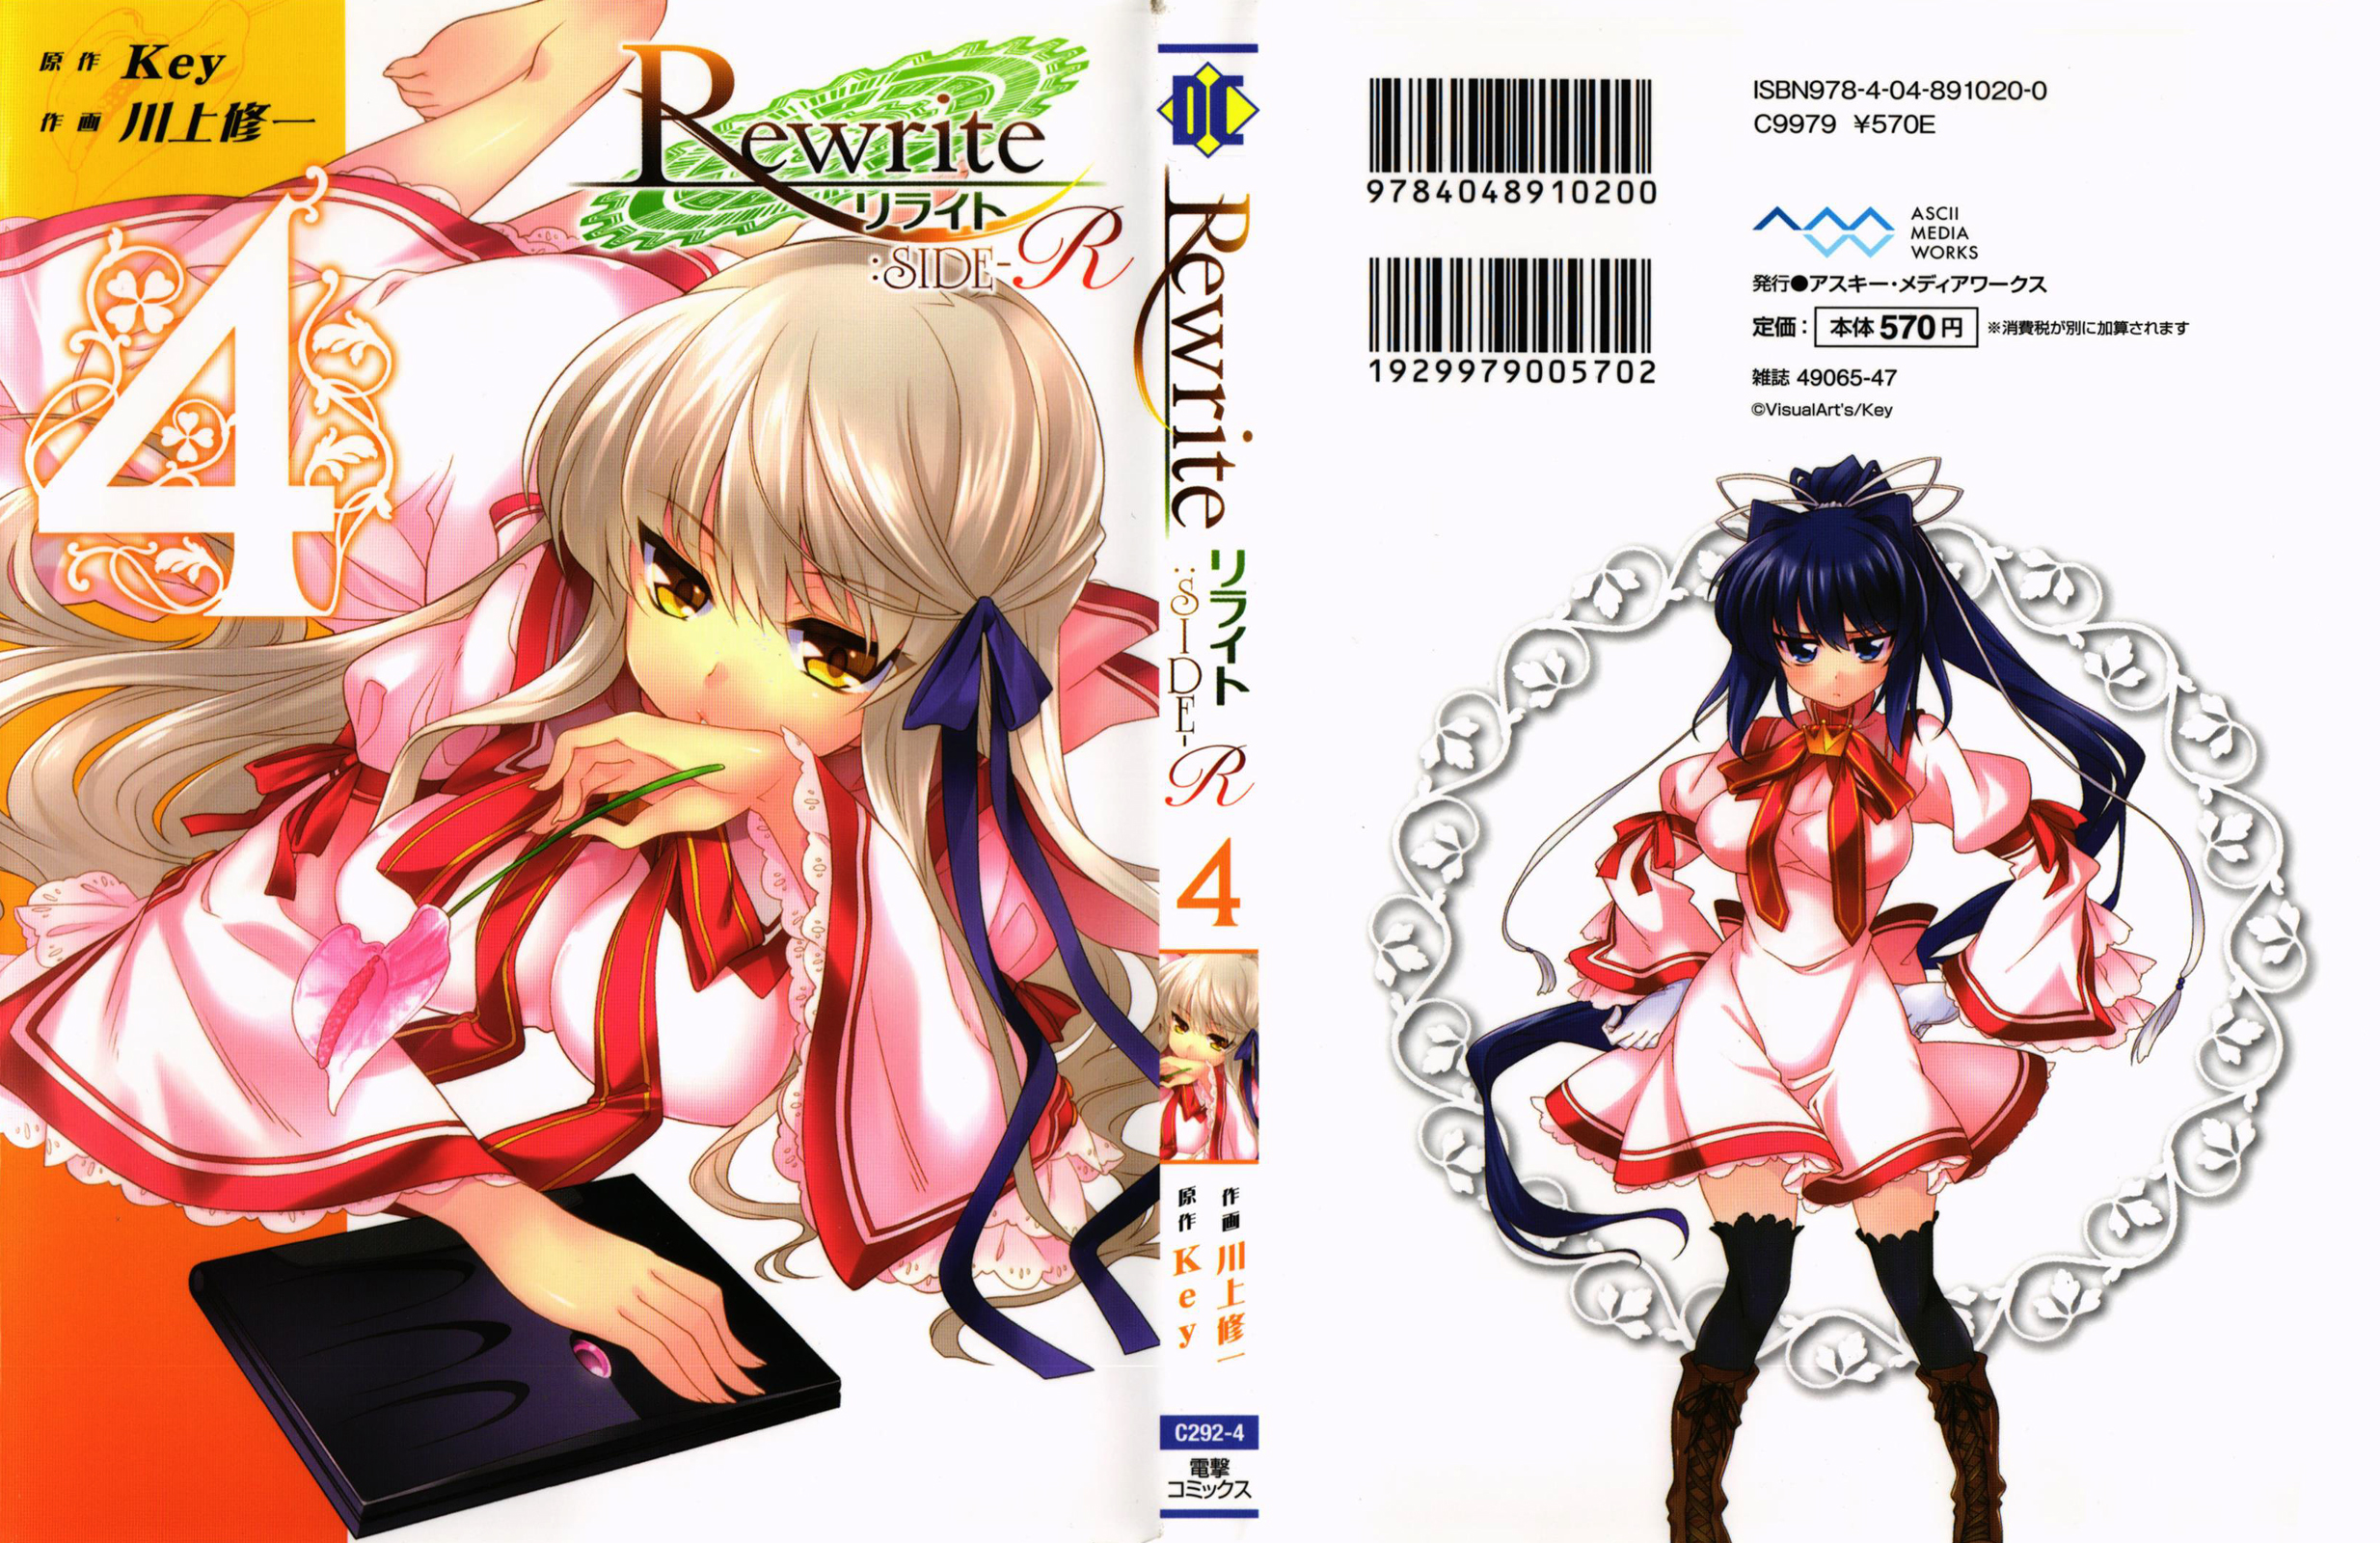 原作 Key
作画 川上修一
4
Rewrite
リライト
:SIDE-R
DC
Rewrite
リライト
:SIDE-R
4
作画 川上修一
原作 Key
C292-4
電撃
コミックス
9784048910200
1929979005702
ISBN978-4-04-891020-0
C9979 ¥570E
ASCII
MEDIA
WORKS
発行●アスキー・メディアワークス
定価: 本体570円 ※消費税が別に加算されます
雑誌 49065-47
©VisualArt's/Key